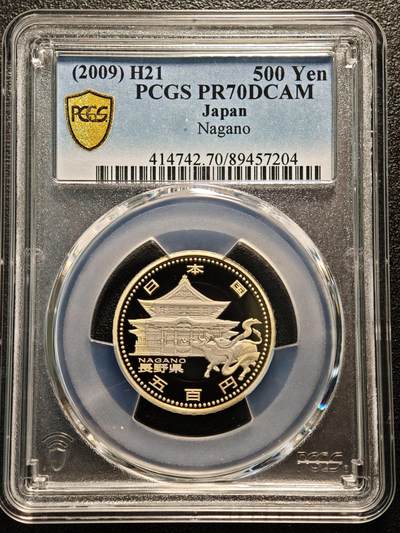 (2009) H21 500 Yen
PCGS PR70DCAM
Japan
Nagano
414742.70/89457204
PCGS
日本国
NAGANO
長野県
五百円
PCGS